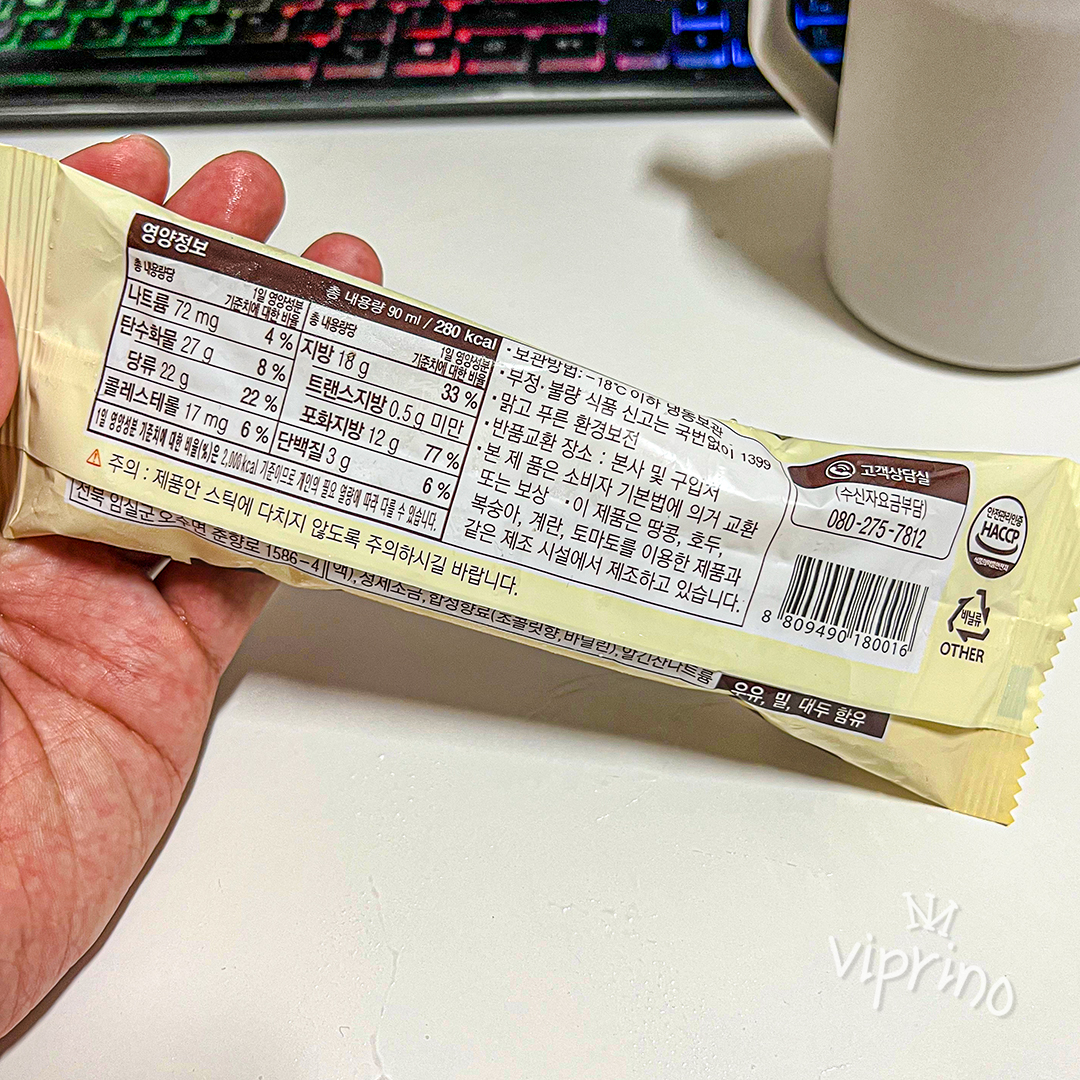 영양정보
총 내용량 90 ml / 280 kcal
총 내용량당
1일 영양성분
기준치에 대한 비율
나트륨 72 mg 4 %
탄수화물 27 g 8 %
당류 22 g 22 %
콜레스테롤 17 mg 6 %
총 내용량당
1일 영양성분
기준치에 대한 비율
지방 18 g 33 %
트랜스지방 0.5 g 미만
포화지방 12 g 77 %
단백질 3 g 6 %
1일 영양성분 기준치에 대한 비율(%)은 2,000 kcal 기준이므로 개인의 필요 열량에 따라 다를 수 있습니다.
주의 : 제품안 스틱에 다치지 않도록 주의하시길 바랍니다.
·보관방법: -18℃ 이하 냉동보관
·부정·불량 식품 신고는 국번없이 1399
·맑고 푸른 환경보전
·반품교환 장소 : 본사 및 구입처
·본 제 품은 소비자 기본법에 의거 교환
또는 보상 ·이 제품은 땅콩, 호두,
복숭아, 계란, 토마토를 이용한 제품과
같은 제조 시설에서 제조하고 있습니다.
고객상담실
(수신자요금부담)
080-275-7812
안전관리인증
HACCP
8 809490 180016
비닐류
OTHER
전북 임실군 오수면 춘향로 1586-4
액), 정제소금, 합성향료(초콜릿향, 바닐린), 알긴산나트륨
우유, 밀, 대두 함유
viprino